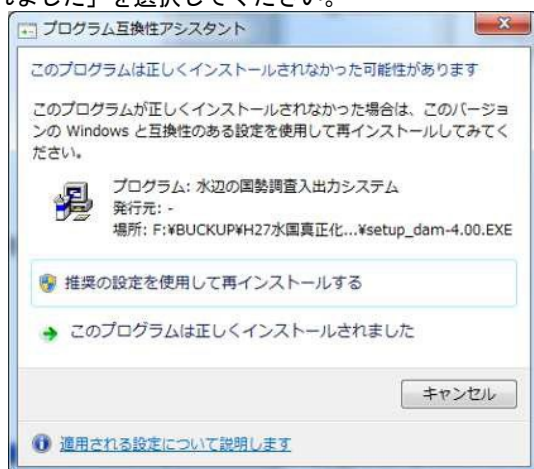 れました」を選択してください。
プログラム互換性アシスタント
このプログラムは正しくインストールされなかった可能性があります
このプログラムが正しくインストールされなかった場合は、このバージョ
ンの Windows と互換性のある設定を使用して再インストールしてみてく
ださい。
プログラム: 水辺の国勢調査入出力システム
発行元: -
場所: F:¥BUCKUP¥H27水国真正化...¥setup_dam-4.00.EXE
推奨の設定を使用して再インストールする
このプログラムは正しくインストールされました
キャンセル
適用される設定について説明します